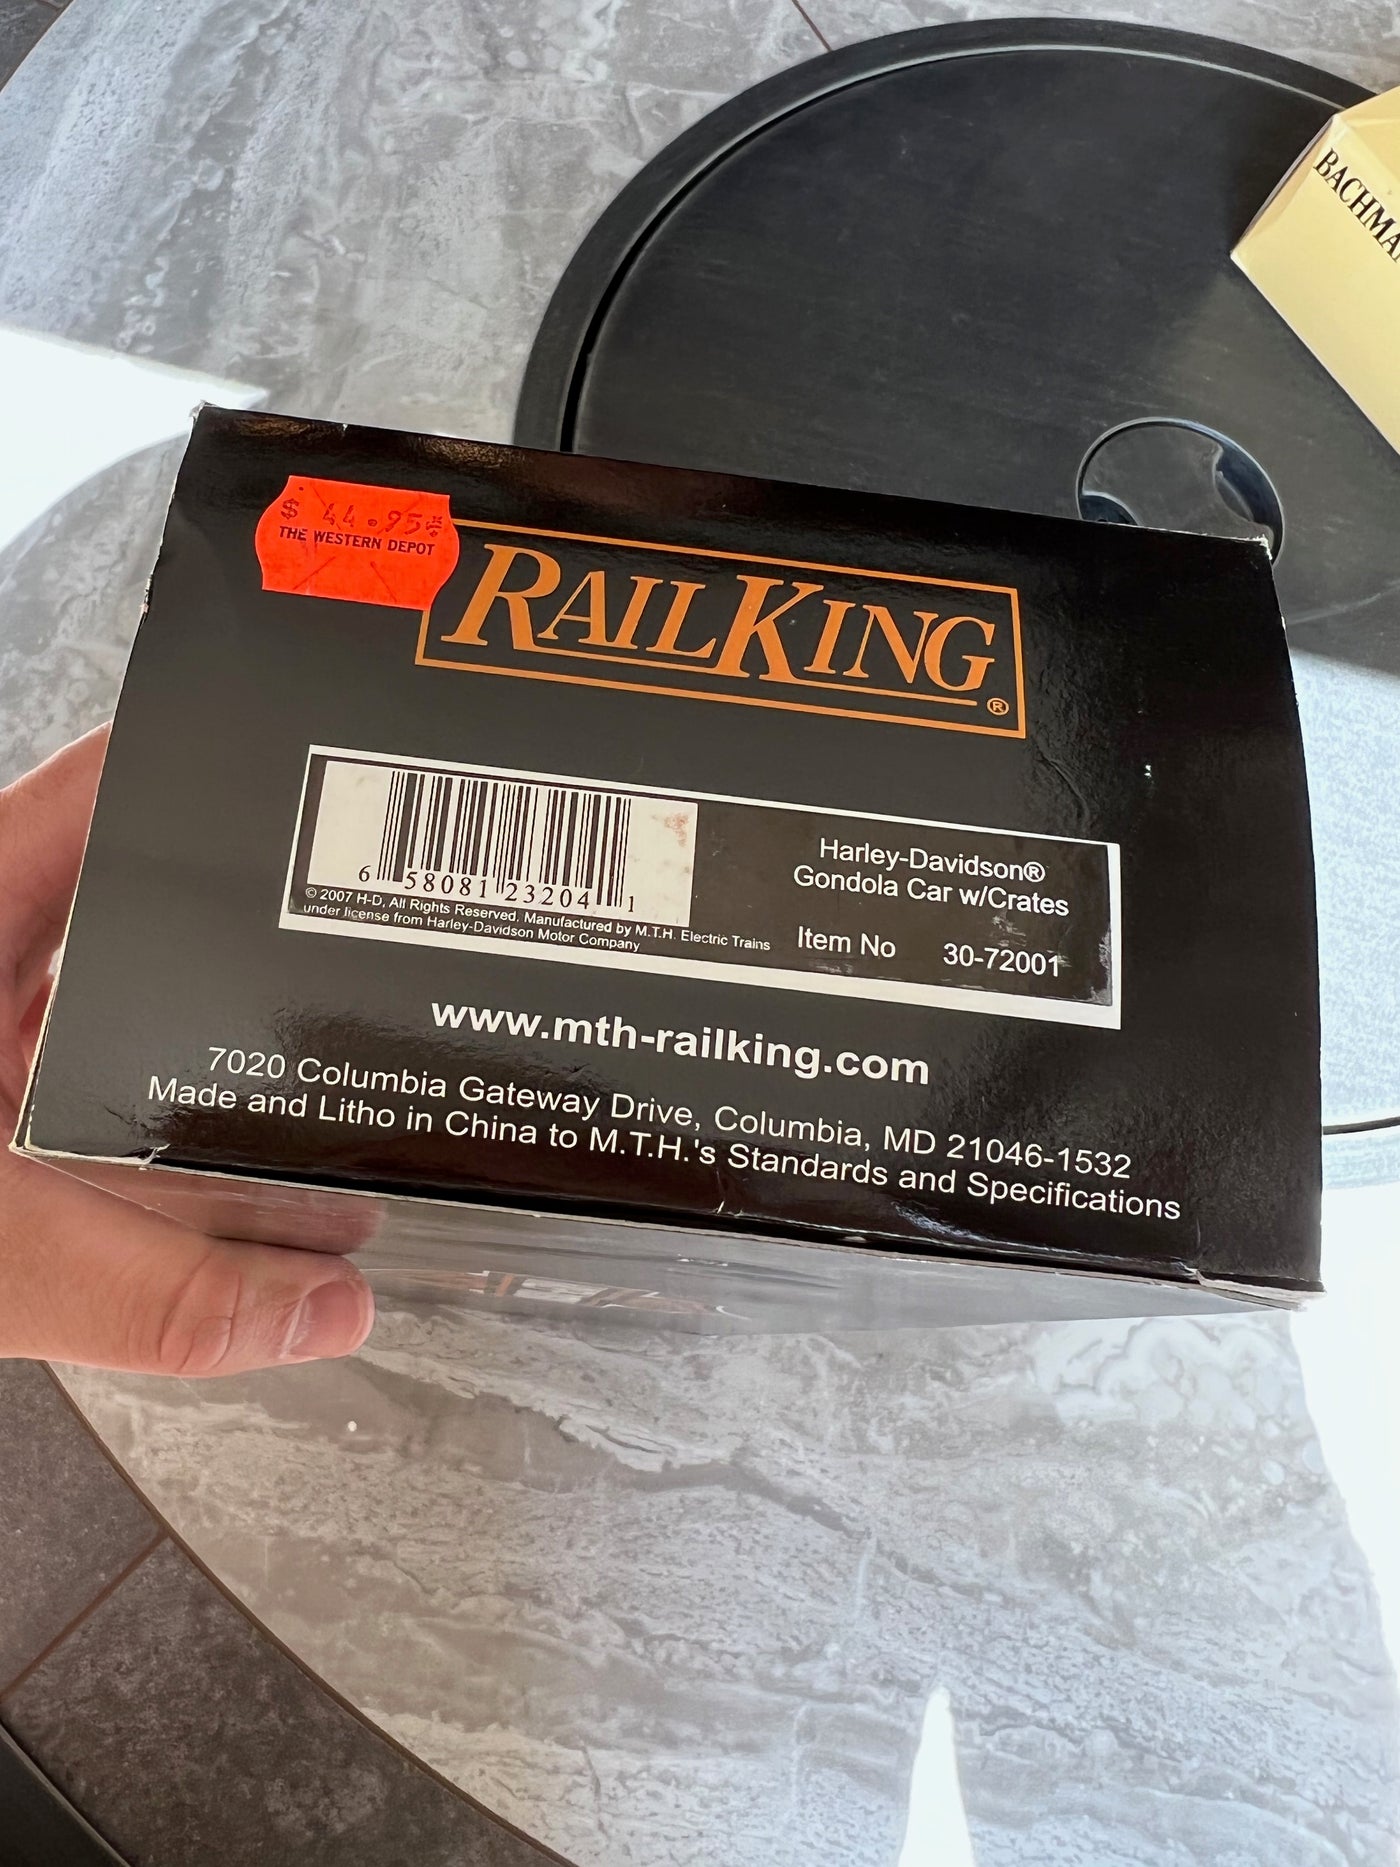 BACHMA
$ 44.95
THE WESTERN DEPOT
RAILKING®
6 58081 23204 1
© 2007 H-D, All Rights Reserved. Manufactured by M.T.H. Electric Trains
under license from Harley-Davidson Motor Company
Harley-Davidson®
Gondola Car w/Crates
Item No 30-72001
www.mth-railking.com
7020 Columbia Gateway Drive, Columbia, MD 21046-1532
Made and Litho in China to M.T.H.'s Standards and Specifications